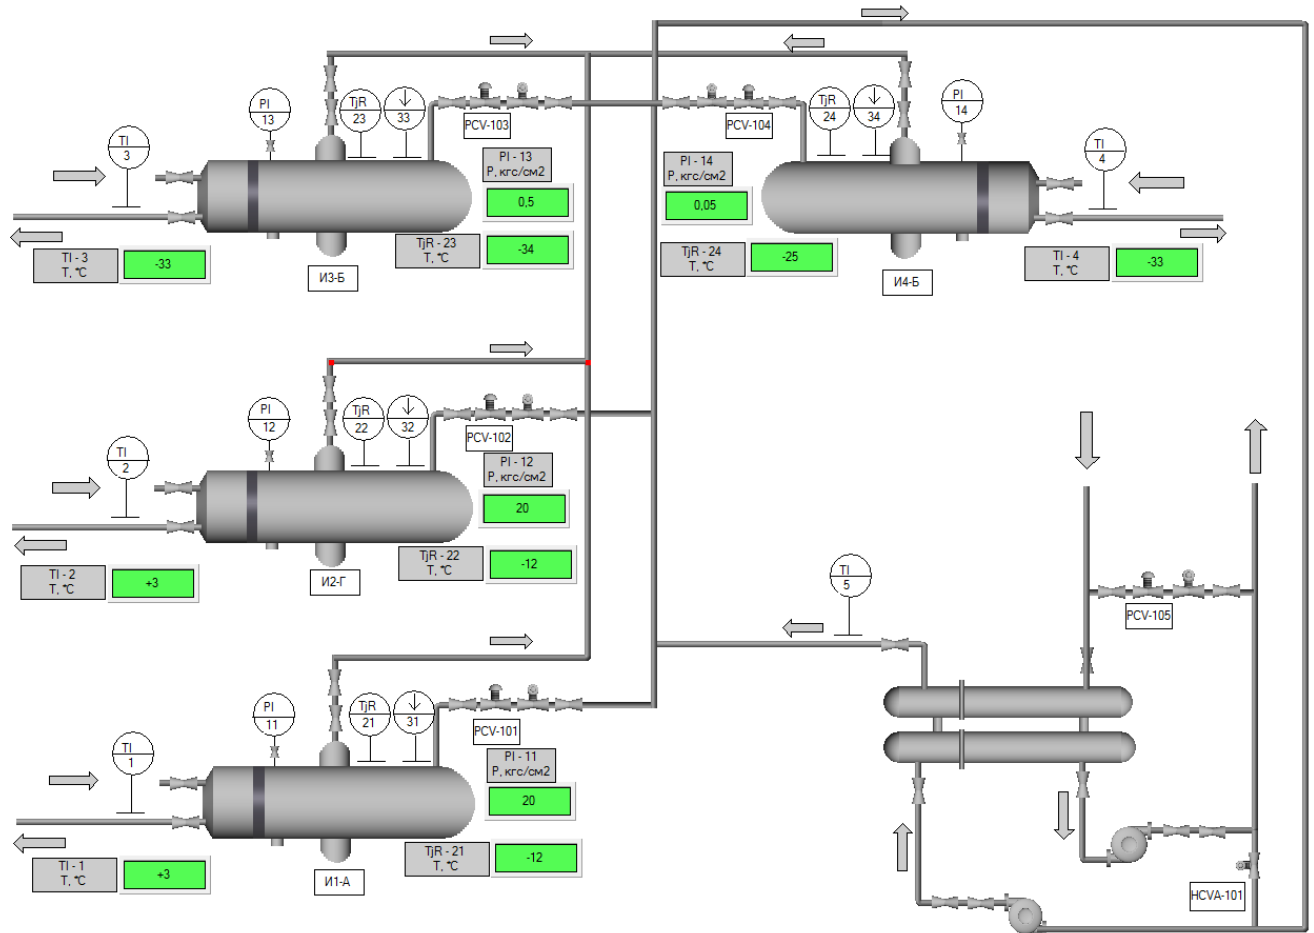 PI
13
TjR
23
33
PCV-103
TI
3
PI - 13
P, кгс/см2
0,5
TjR - 23
T, °C
-34
TI - 3
T, °C
-33
И3-Б
PCV-104
TjR
24
34
PI
14
TI
4
PI - 14
P, кгс/см2
0,05
TjR - 24
T, °C
-25
TI - 4
T, °C
-33
И4-Б
PI
12
TjR
22
32
PCV-102
TI
2
PI - 12
P, кгс/см2
20
TjR - 22
T, °C
-12
TI - 2
T, °C
+3
И2-Г
TI
5
PCV-105
PI
11
TjR
21
31
PCV-101
TI
1
PI - 11
P, кгс/см2
20
TjR - 21
T, °C
-12
TI - 1
T, °C
+3
И1-А
HCVA-101